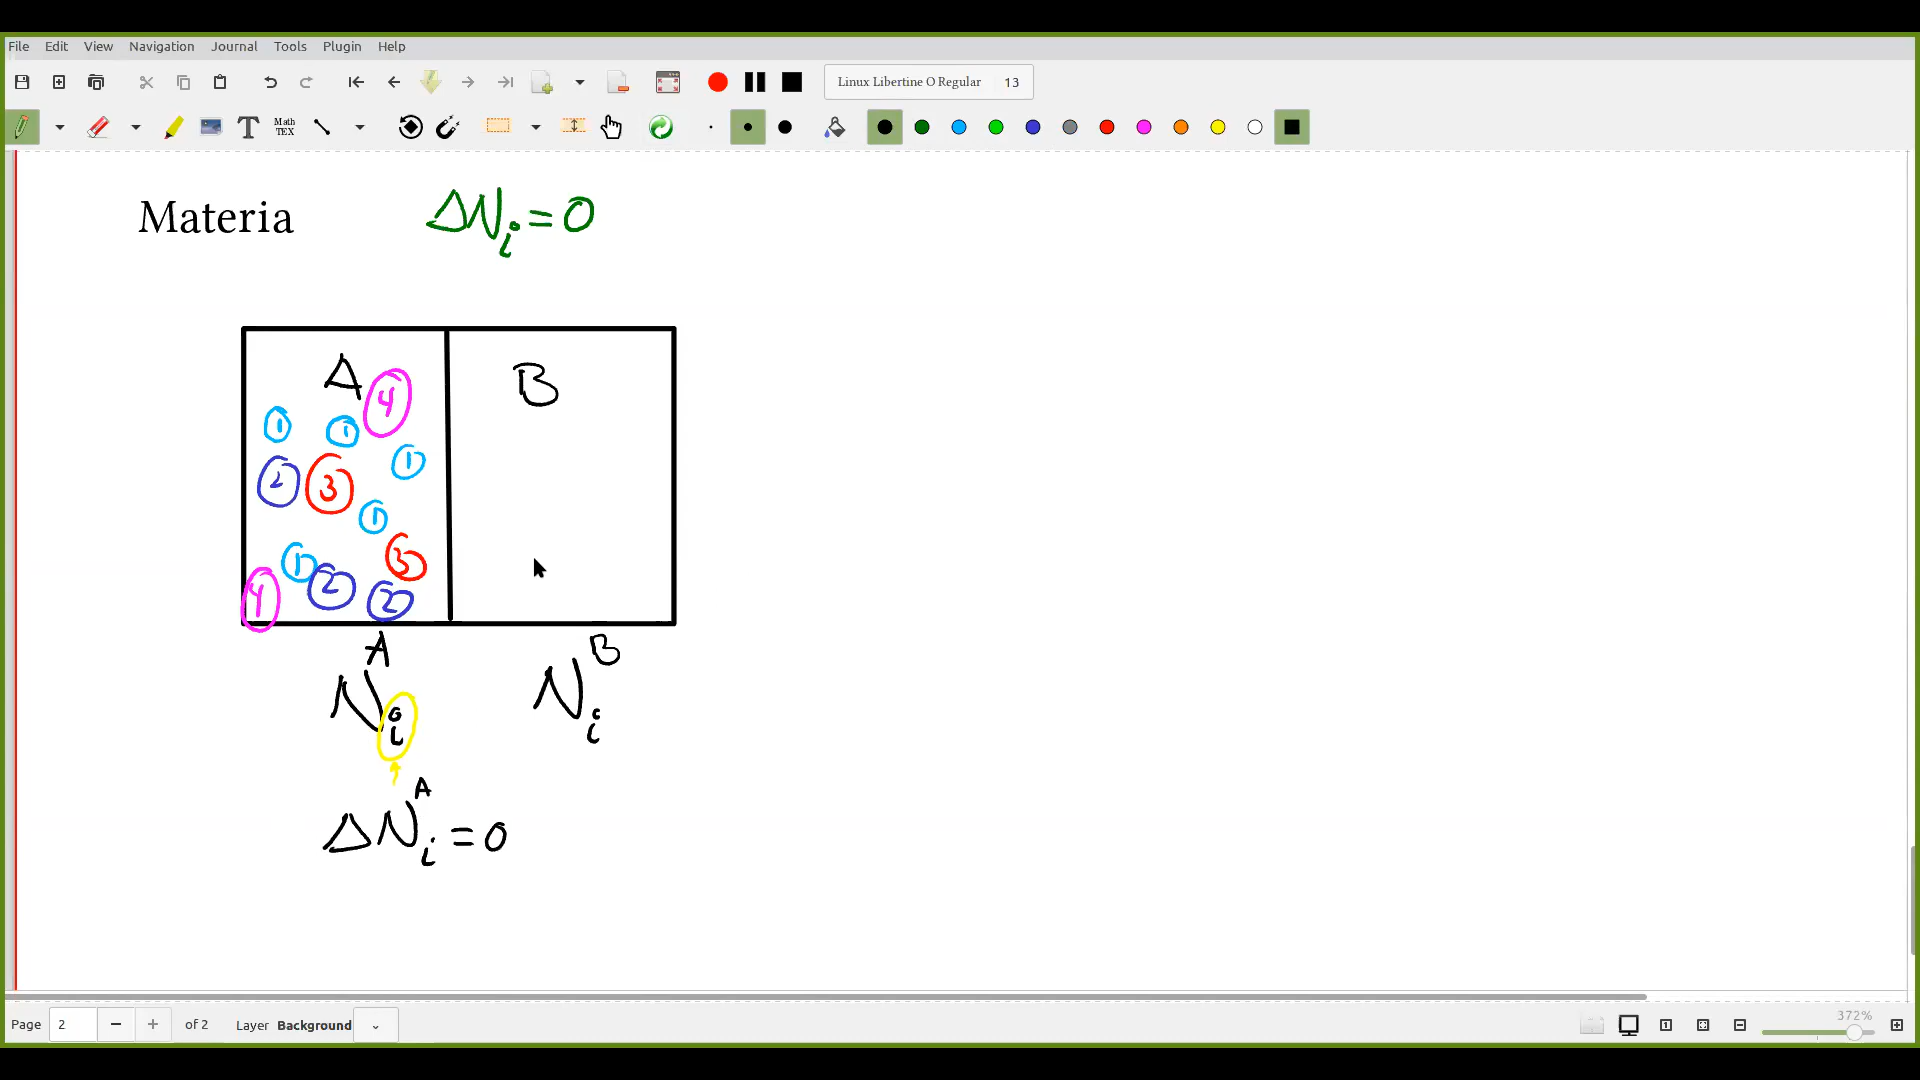 File Edit View Navigation Journal Tools Plugin Help
Linux Libertine O Regular 13
T Math TEX
Materia ΔN_i = 0
A B
4
1 1
1
2 3
1
3
1
4 2 2
N_i^A N_i^B
ΔN_i^A = 0
372%
Page 2 of 2 Layer Background